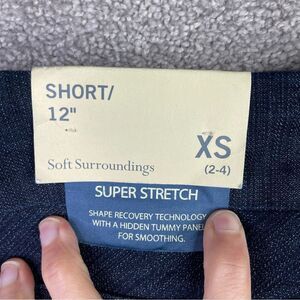 SHORT/
12"
XS
(2-4)
Soft Surroundings
SUPER STRETCH
SHAPE RECOVERY TECHNOLOGY
WITH A HIDDEN TUMMY PANEL
FOR SMOOTHING.